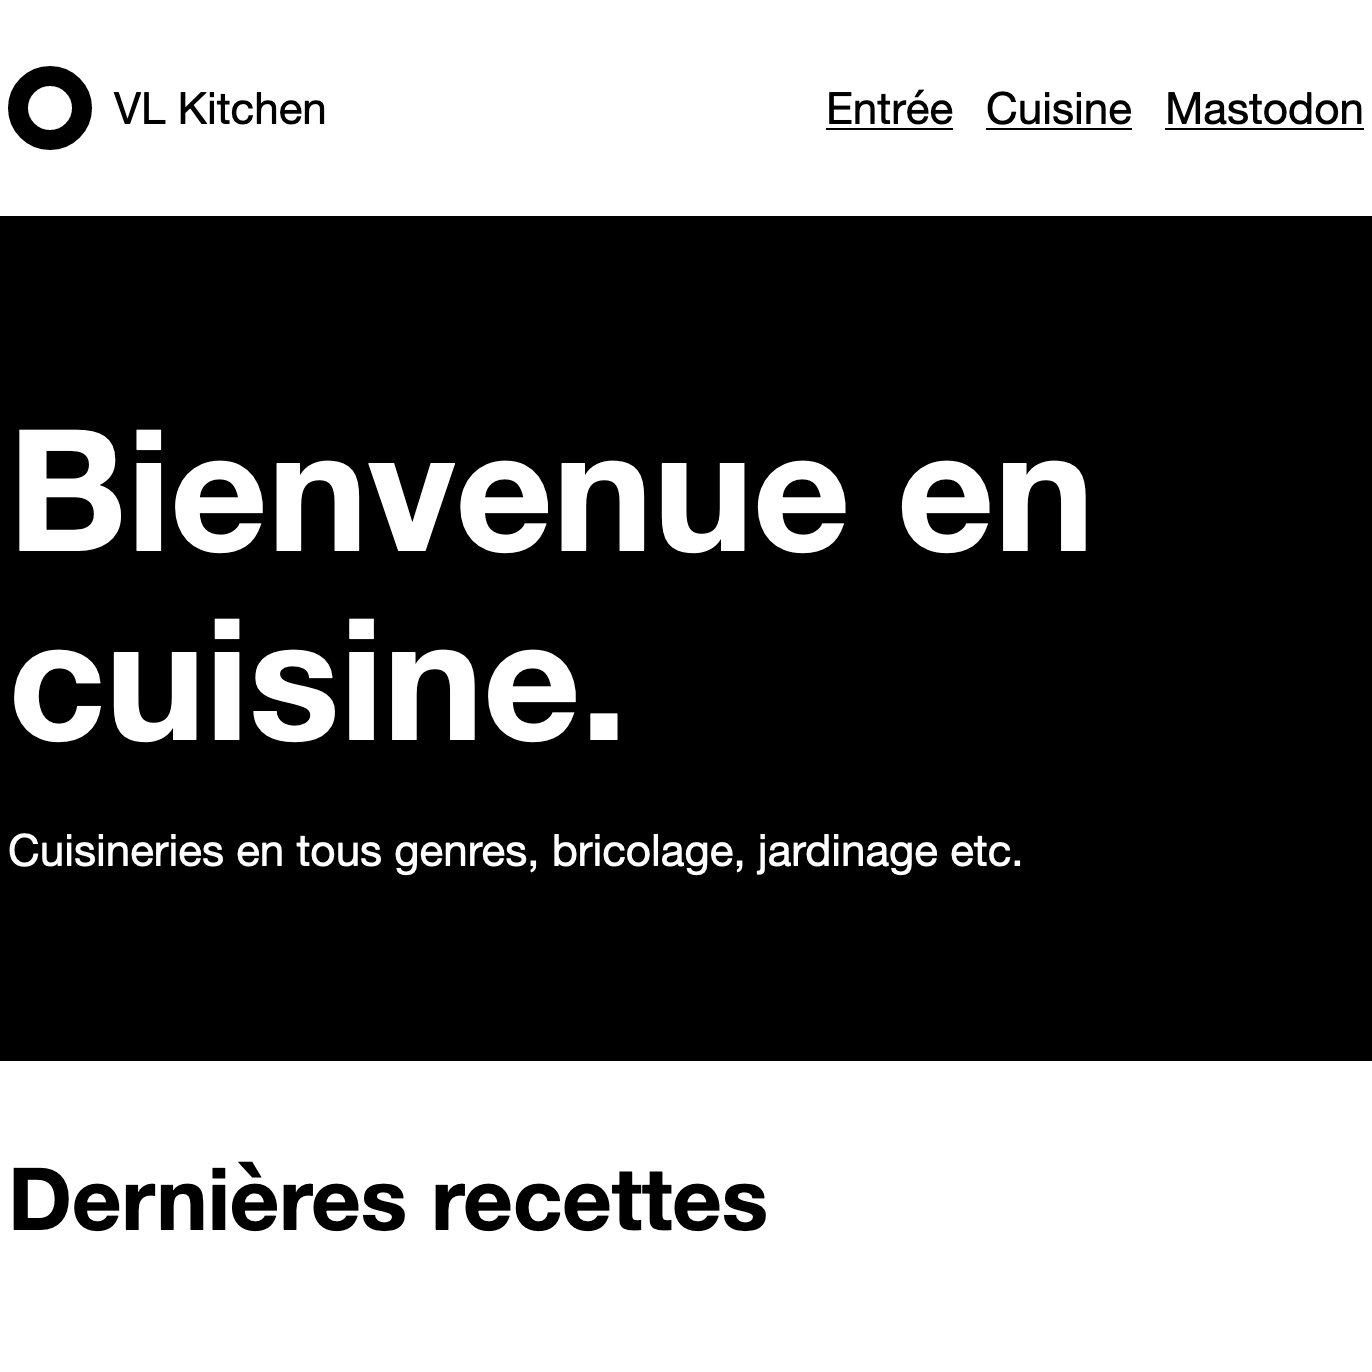 VL Kitchen
Entrée Cuisine Mastodon
Bienvenue en
cuisine.
Cuisineries en tous genres, bricolage, jardinage etc.
Dernières recettes